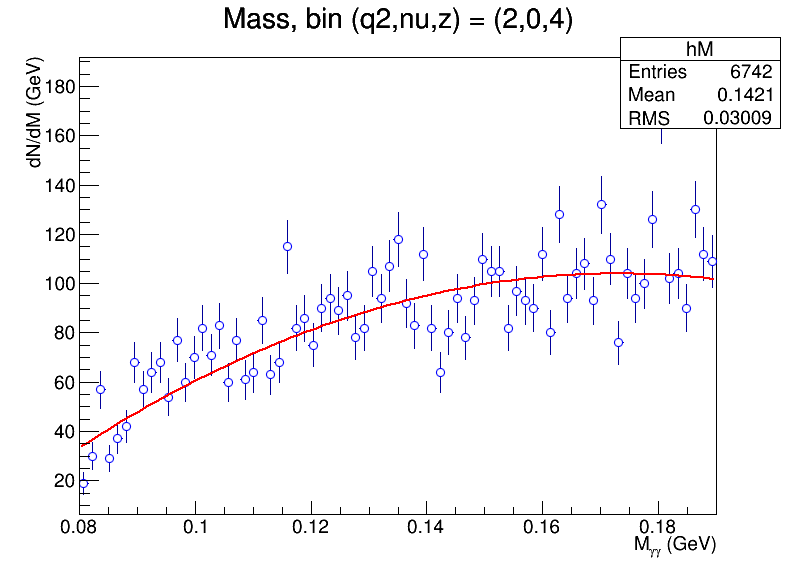 Mass, bin (q2,nu,z) = (2,0,4)
hM
Entries 6742
Mean 0.1421
RMS 0.03009
dN/dM (GeV)
180
160
140
120
100
80
60
40
20
0.08 0.1 0.12 0.14 0.16 0.18
Mγγ (GeV)